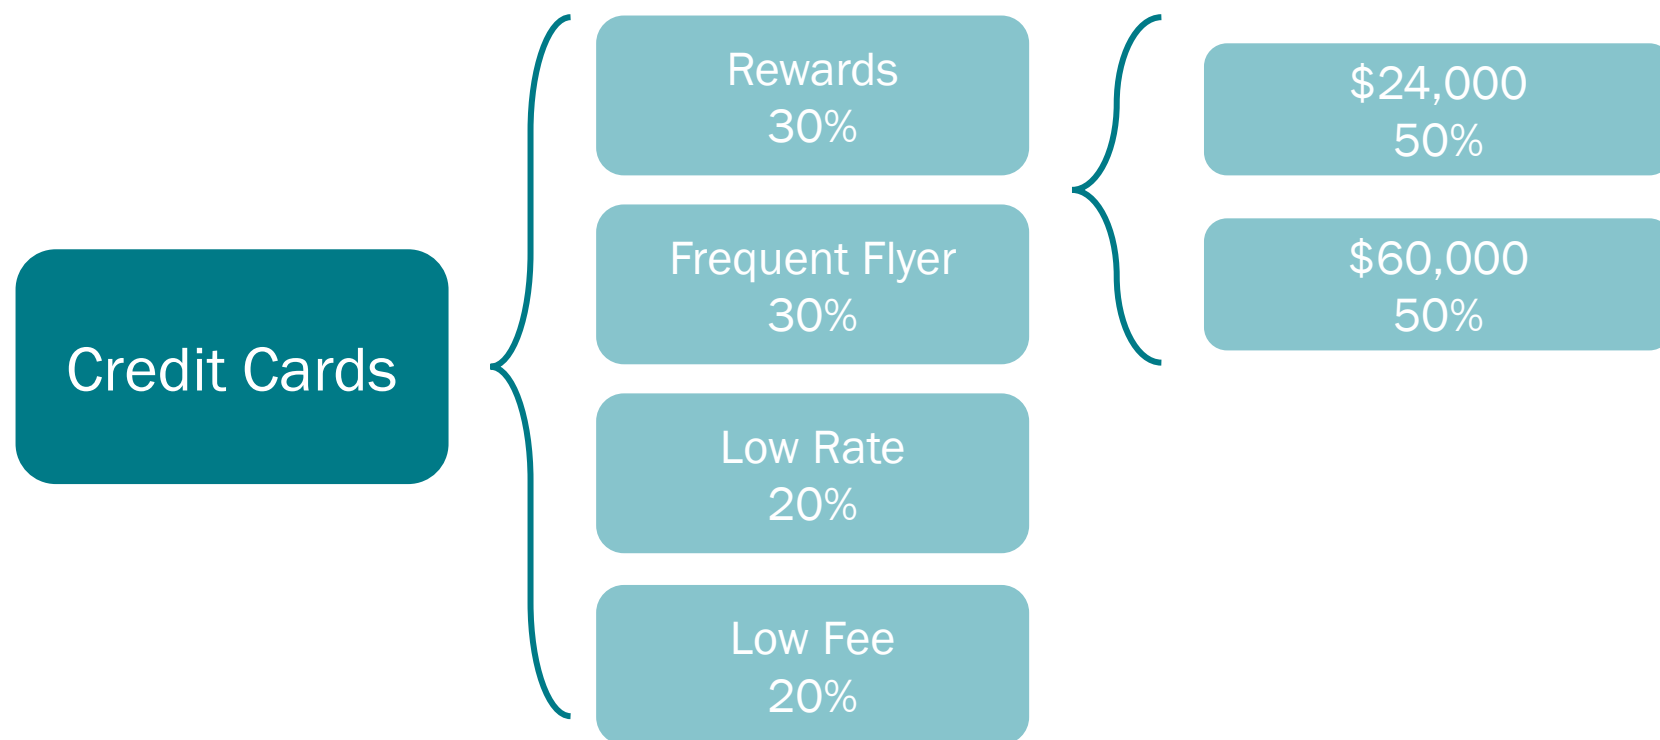 Credit Cards
Rewards
30%
Frequent Flyer
30%
Low Rate
20%
Low Fee
20%
$24,000
50%
$60,000
50%